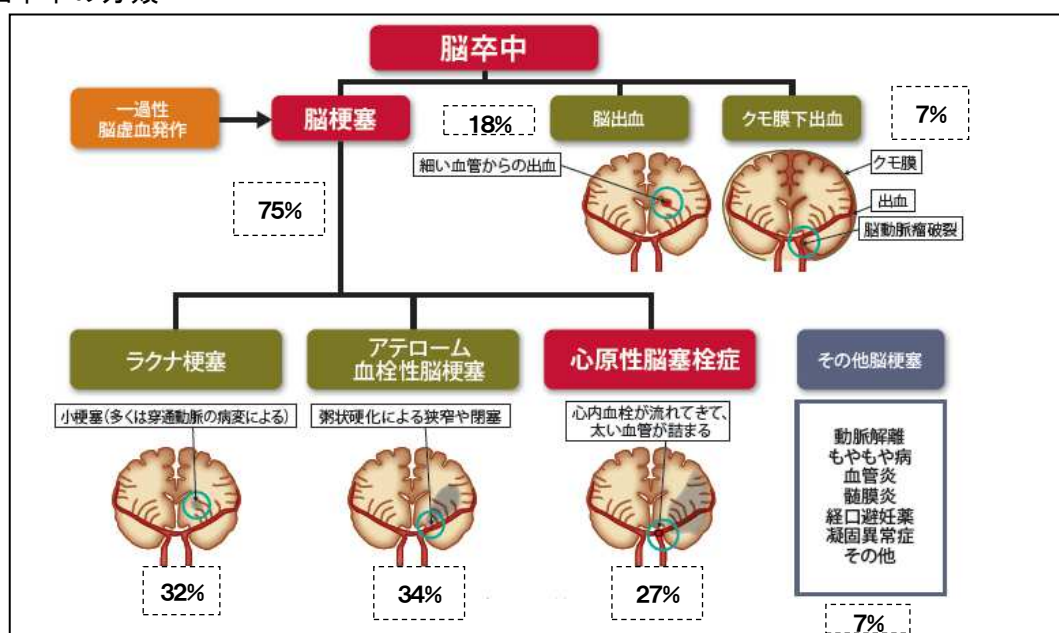 脳卒中
一過性
脳虚血発作
脳梗塞
18%
脳出血
クモ膜下出血
7%
細い血管からの出血
クモ膜
出血
脳動脈瘤破裂
75%
ラクナ梗塞
アテローム
血栓性脳梗塞
心原性脳塞栓症
その他脳梗塞
小梗塞(多くは穿通動脈の病変による)
粥状硬化による狭窄や閉塞
心内血栓が流れてきて、
太い血管が詰まる
動脈解離
もやもや病
血管炎
髄膜炎
経口避妊薬
凝固異常症
その他
32%
34%
27%
7%